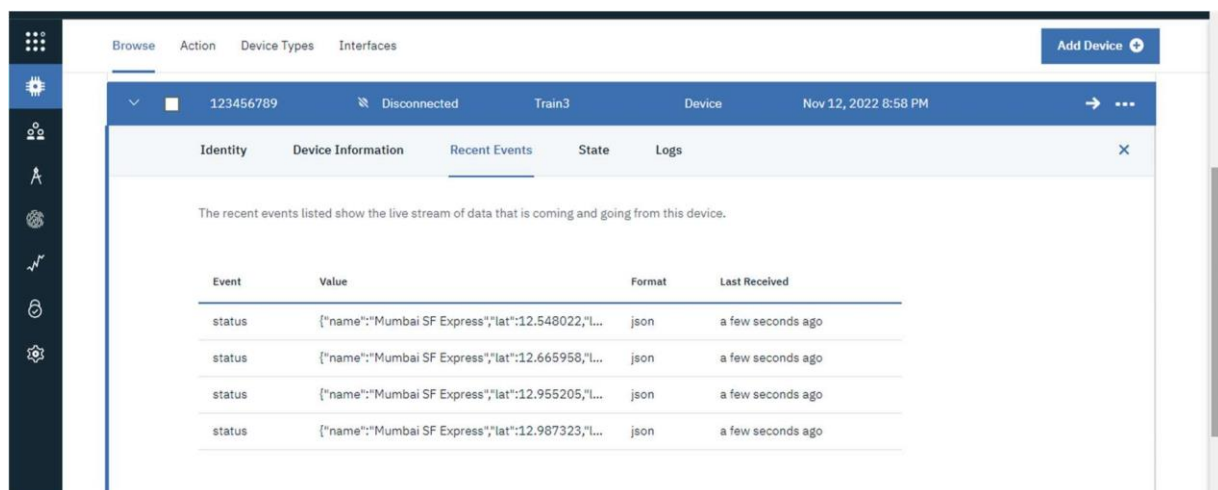 Browse Action Device Types Interfaces Add Device
123456789 Disconnected Train3 Device Nov 12, 2022 8:58 PM
Identity Device Information Recent Events State Logs
The recent events listed show the live stream of data that is coming and going from this device.
Event Value Format Last Received
status {"name":"Mumbai SF Express","lat":12.548022,"l... json a few seconds ago
status {"name":"Mumbai SF Express","lat":12.665958,"l... json a few seconds ago
status {"name":"Mumbai SF Express","lat":12.955205,"l... json a few seconds ago
status {"name":"Mumbai SF Express","lat":12.987323,"l... json a few seconds ago